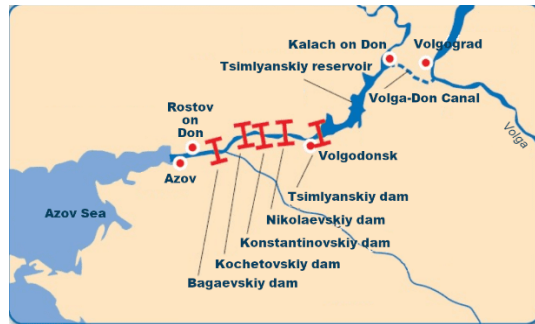 Kalach on Don
Volgograd
Tsimlyanskiy reservoir
Volga-Don Canal
Rostov
on
Don
Volga
Volgodonsk
Azov
Tsimlyanskiy dam
Azov Sea
Nikolaevskiy dam
Konstantinovskiy dam
Kochetovskiy dam
Bagaevskiy dam